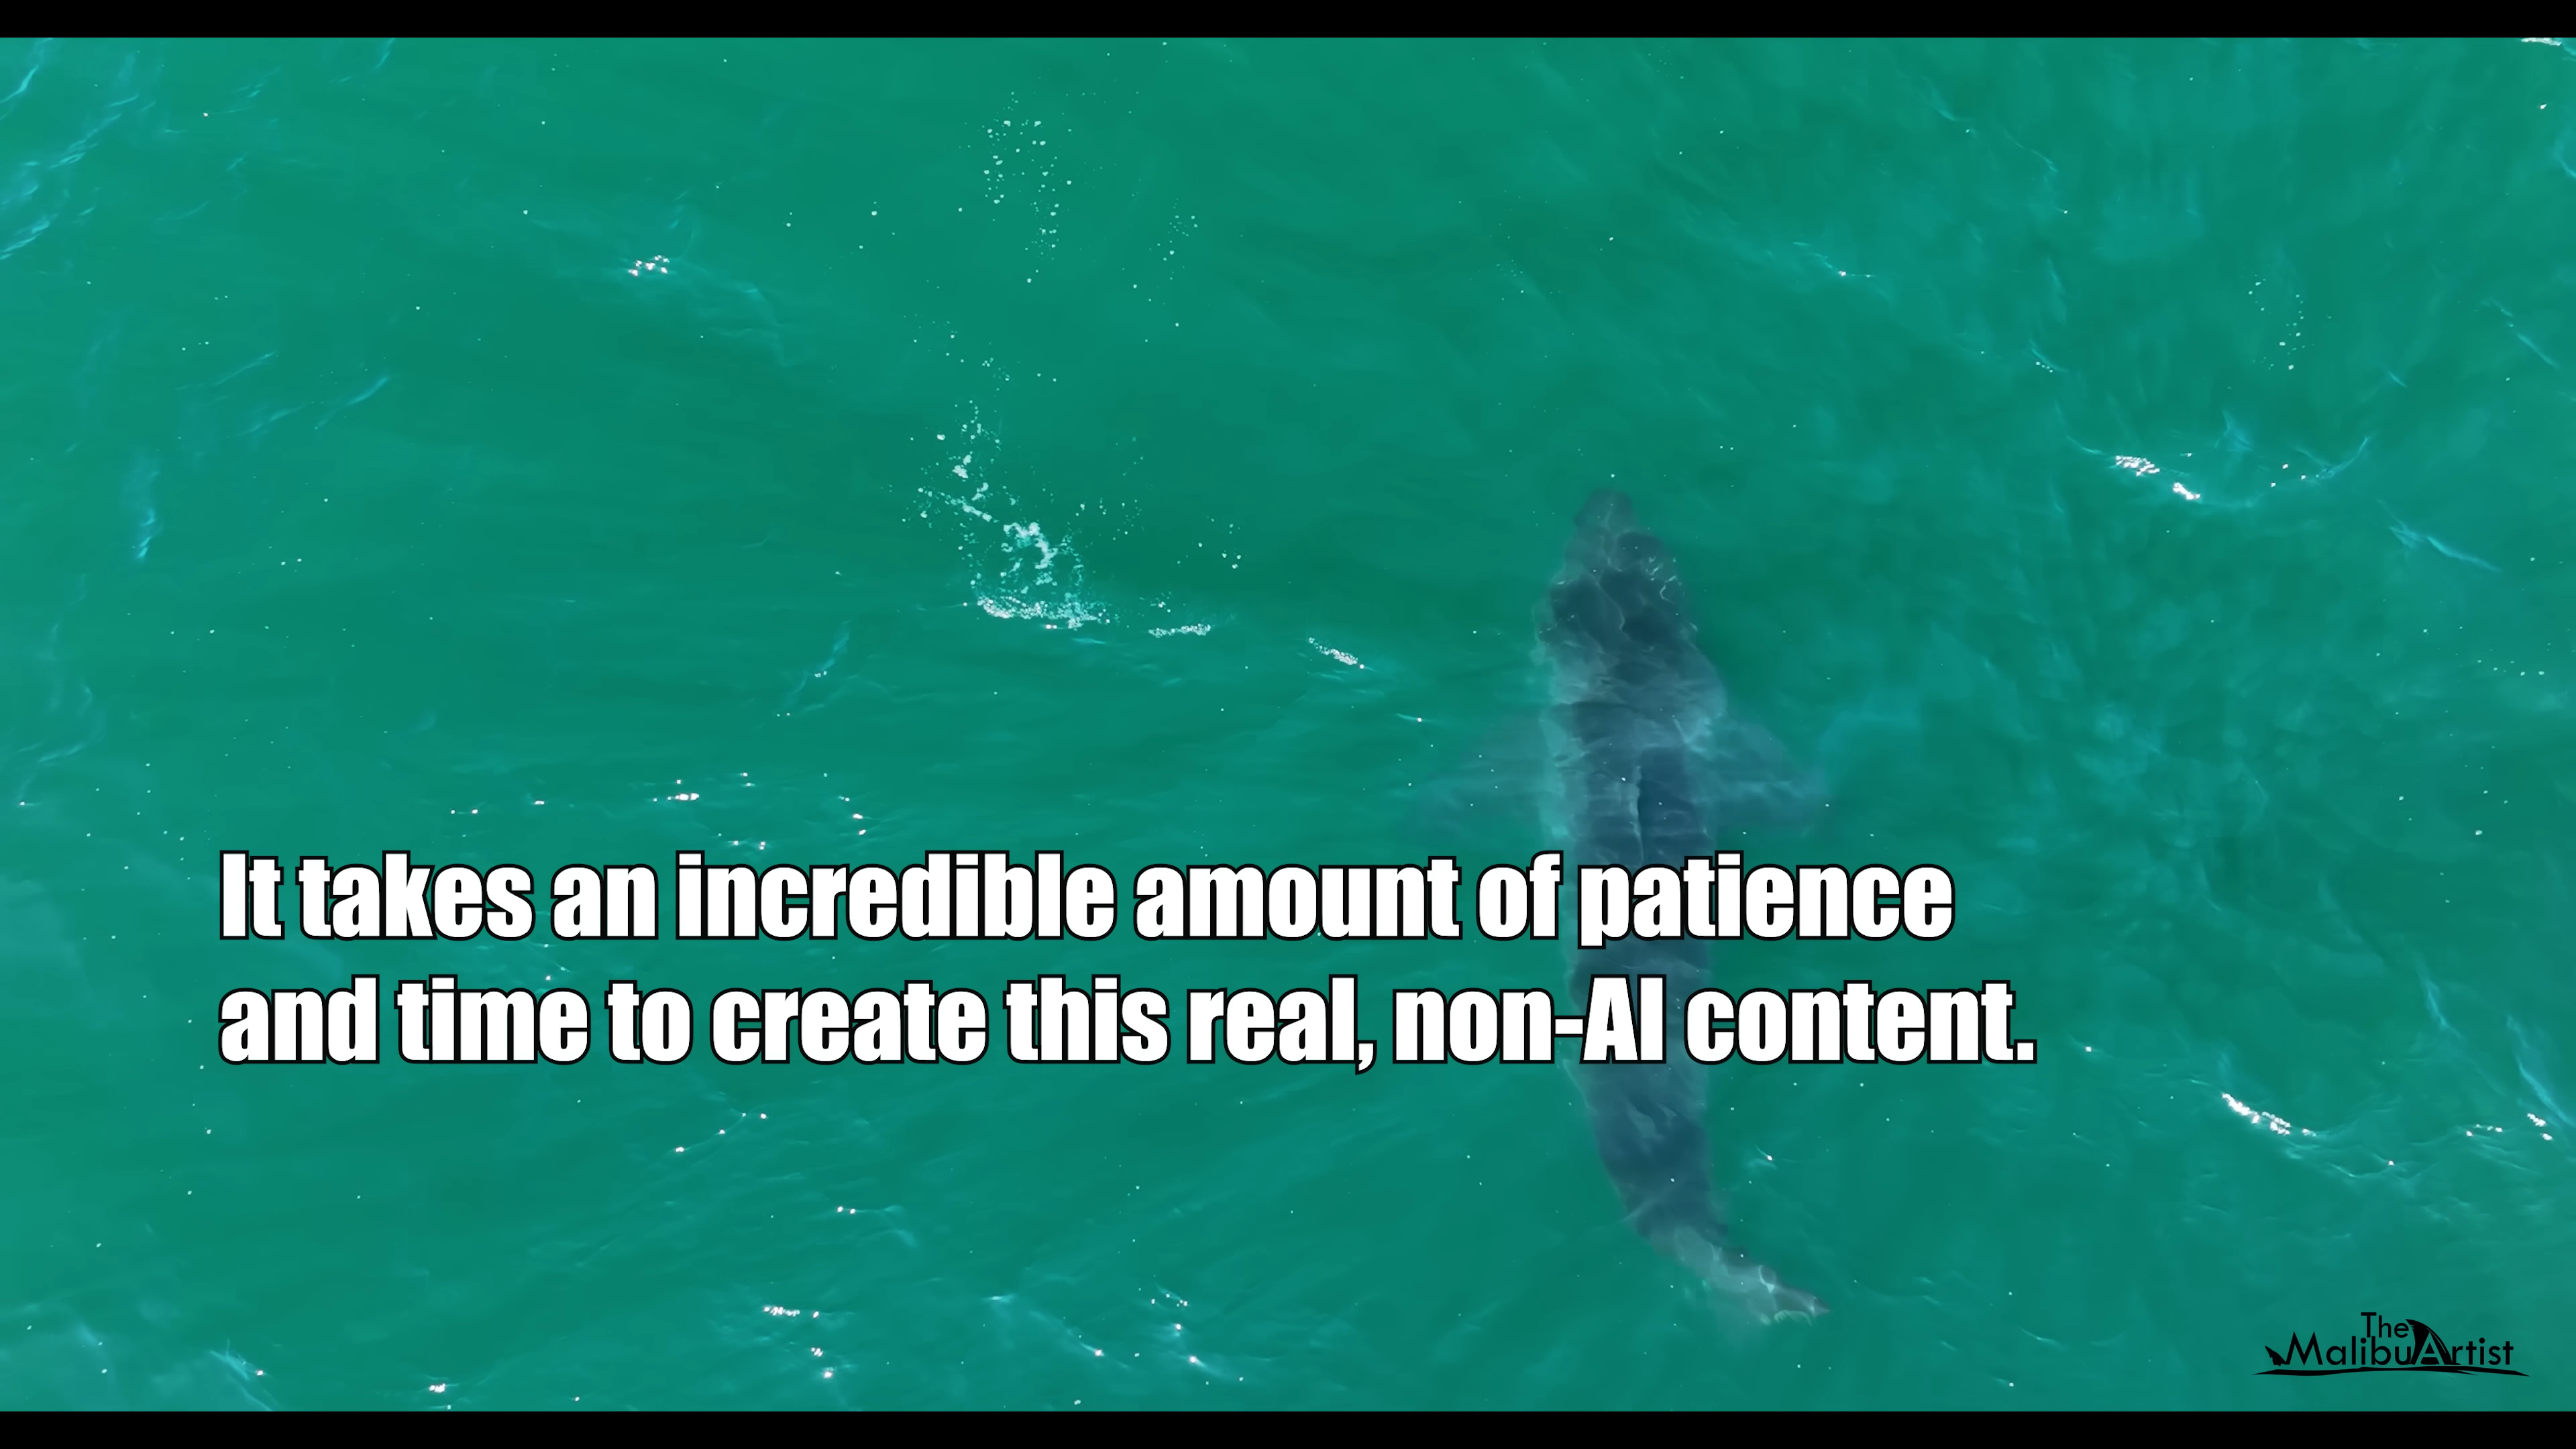 It takes an incredible amount of patience
and time to create this real, non-AI content.
The
MalibuArtist